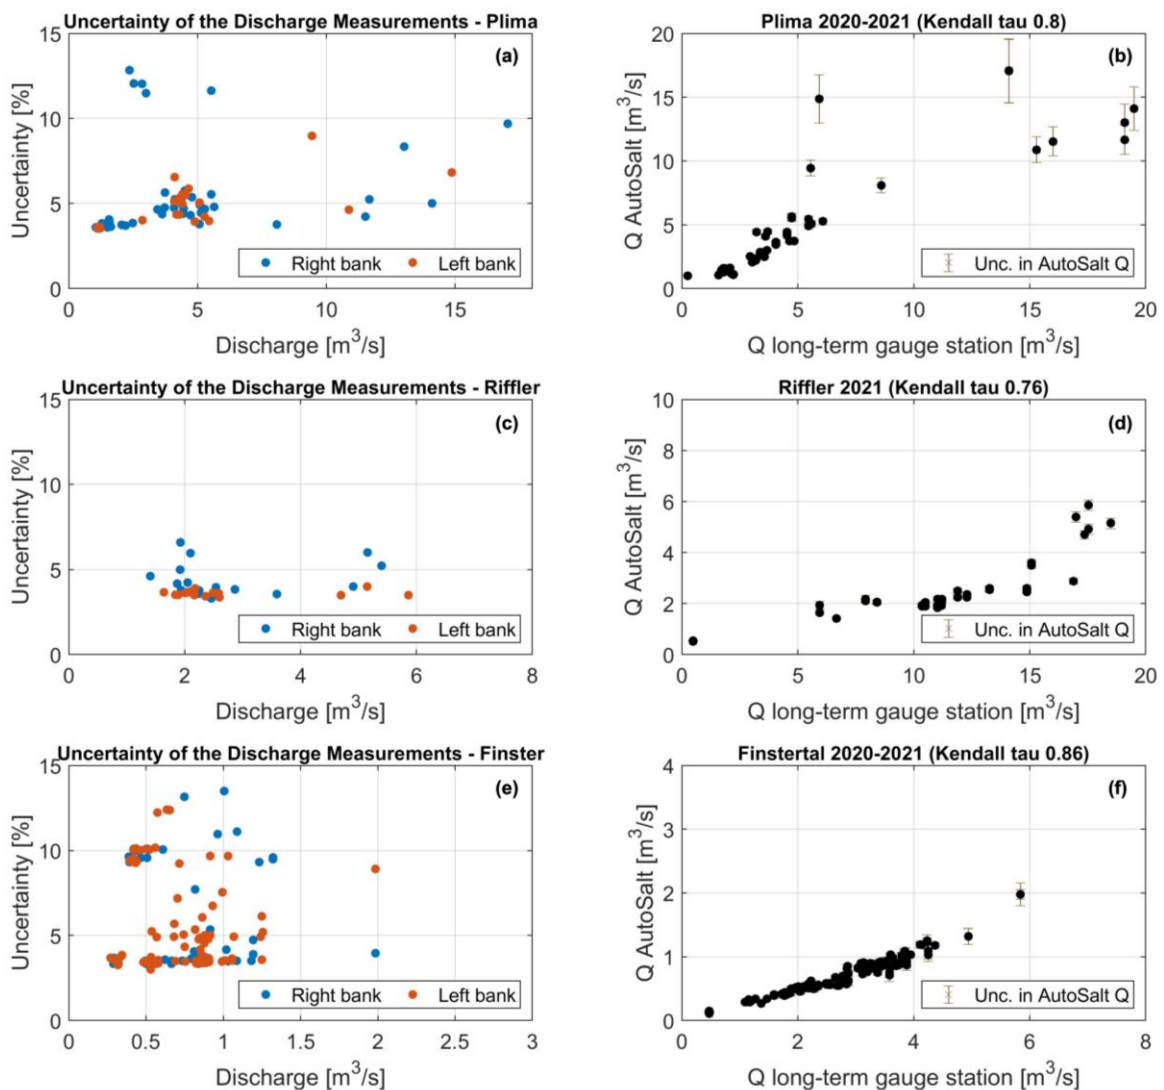 Uncertainty of the Discharge Measurements - Plima
(a)
15
10
5
0
Uncertainty [%]
Right bank
Left bank
0 5 10 15
Discharge [m³/s]
Plima 2020-2021 (Kendall tau 0.8)
(b)
20
15
10
5
0
Q AutoSalt [m³/s]
Unc. in AutoSalt Q
0 5 10 15 20
Q long-term gauge station [m³/s]
Uncertainty of the Discharge Measurements - Riffler
(c)
15
10
5
0
Uncertainty [%]
Right bank
Left bank
0 2 4 6 8
Discharge [m³/s]
Riffler 2021 (Kendall tau 0.76)
(d)
10
8
6
4
2
0
Q AutoSalt [m³/s]
Unc. in AutoSalt Q
0 5 10 15 20
Q long-term gauge station [m³/s]
Uncertainty of the Discharge Measurements - Finster
(e)
15
10
5
0
Uncertainty [%]
Right bank
Left bank
0 0.5 1 1.5 2 2.5 3
Discharge [m³/s]
Finstertal 2020-2021 (Kendall tau 0.86)
(f)
4
3
2
1
0
Q AutoSalt [m³/s]
Unc. in AutoSalt Q
0 2 4 6 8
Q long-term gauge station [m³/s]